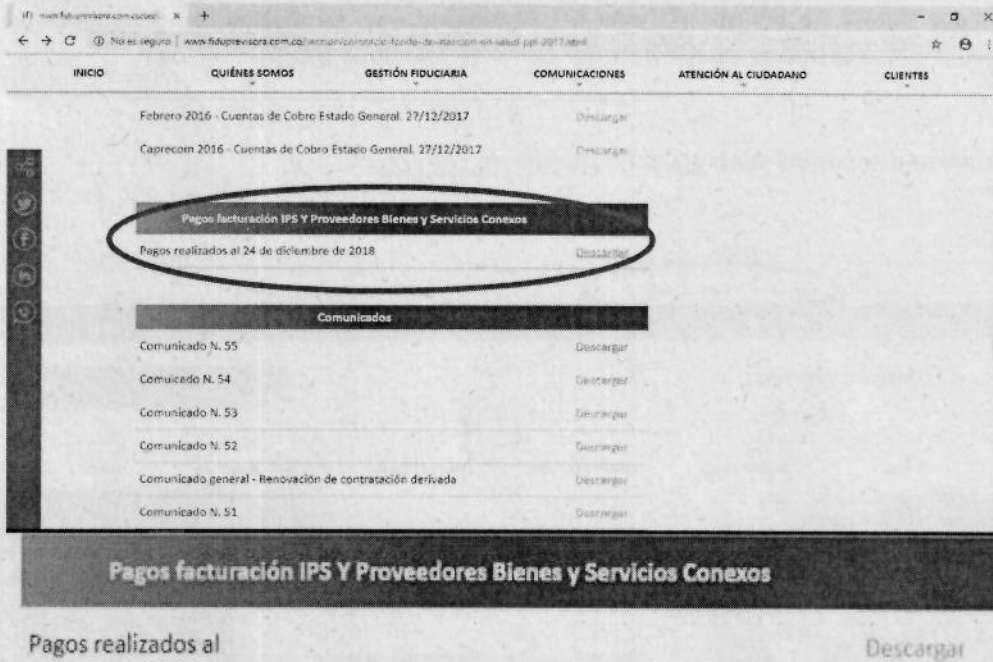 No es seguro | www.fiduprevisora.com.co
INICIO QUIÉNES SOMOS GESTIÓN FIDUCIARIA COMUNICACIONES ATENCIÓN AL CIUDADANO CLIENTES
Febrero 2016 - Cuentas de Cobro Estado General. 27/12/2017 Descargar
Caprecom 2016 - Cuentas de Cobro Estado General. 27/12/2017 Descargar
Pagos facturación IPS Y Proveedores Bienes y Servicios Conexos
Pagos realizados al 24 de diciembre de 2018 Descargar
Comunicados
Comunicado N. 55 Descargar
Comuicado N. 54 Descargar
Comunicado N. 53 Descargar
Comunicado N. 52 Descargar
Comunicado general - Renovación de contratación derivada Descargar
Comunicado N. 51 Descargar
Pagos facturación IPS Y Proveedores Bienes y Servicios Conexos
Pagos realizados al Descargar